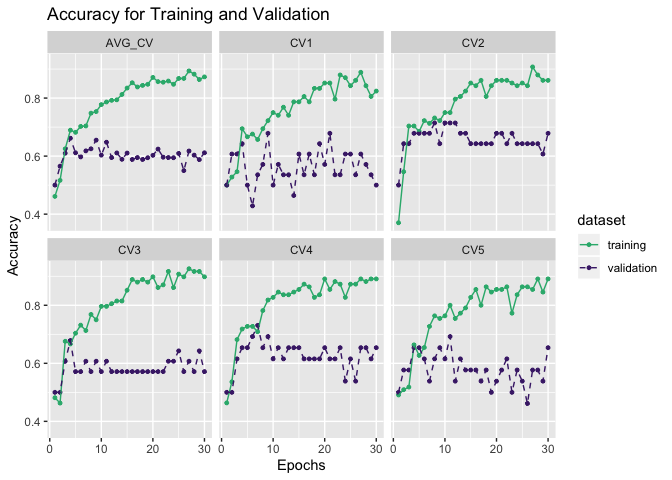 Accuracy for Training and Validation
AVG_CV CV1 CV2
0.8
0.6
0.4
CV3 CV4 CV5
0.8
0.6
0.4
0 10 20 30 0 10 20 30 0 10 20 30
Epochs
Accuracy
dataset
training
validation